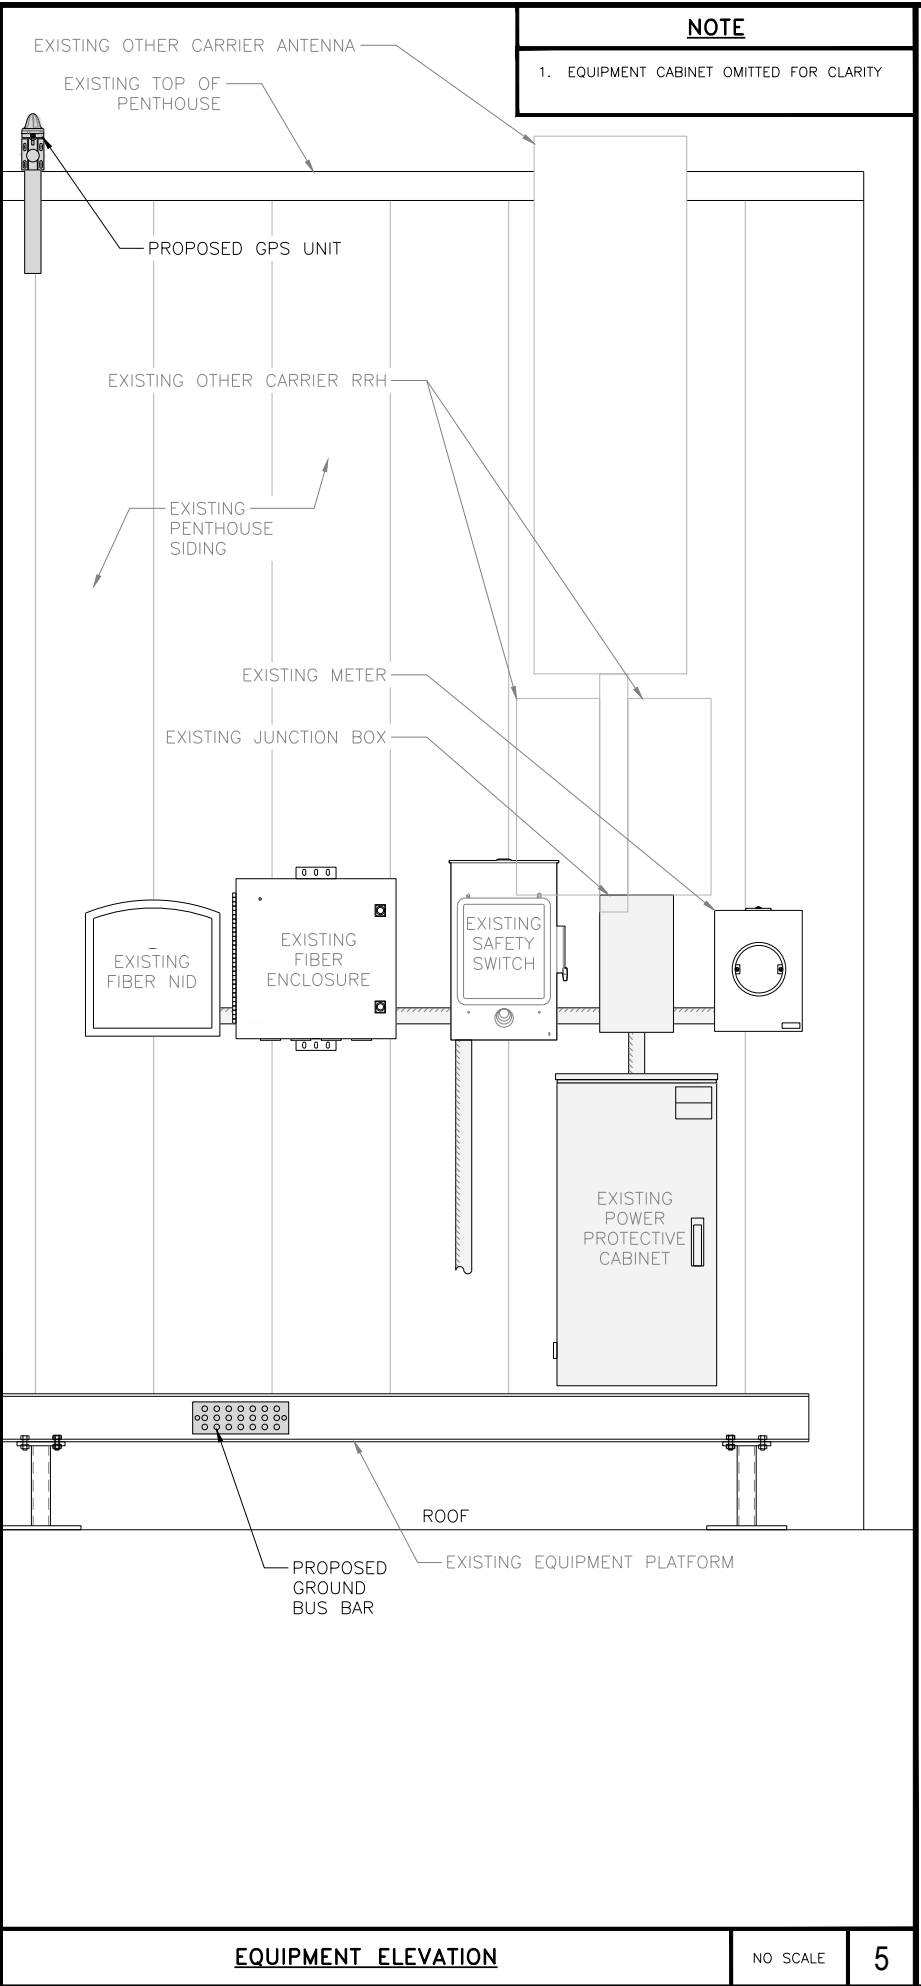 NOTE
1. EQUIPMENT CABINET OMITTED FOR CLARITY
EXISTING OTHER CARRIER ANTENNA
EXISTING TOP OF
PENTHOUSE
PROPOSED GPS UNIT
EXISTING OTHER CARRIER RRH
EXISTING
PENTHOUSE
SIDING
EXISTING METER
EXISTING JUNCTION BOX
EXISTING
FIBER NID
EXISTING
FIBER
ENCLOSURE
EXISTING
SAFETY
SWITCH
EXISTING
POWER
PROTECTIVE
CABINET
ROOF
PROPOSED
GROUND
BUS BAR
EXISTING EQUIPMENT PLATFORM
EQUIPMENT ELEVATION
NO SCALE
5